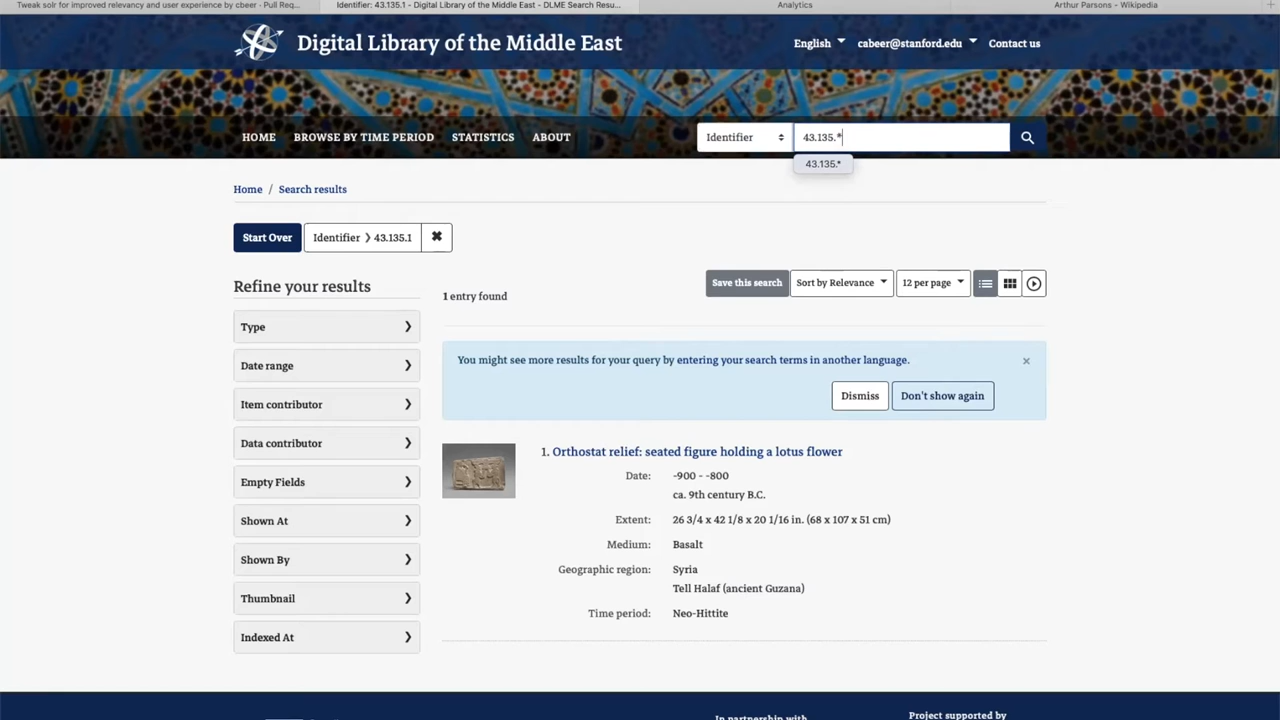 Tweak solr for improved relevancy and user experience by cbeer - Pull Req...
Identifier: 43.135.1 - Digital Library of the Middle East - DLME Search Resu...
Analytics
Arthur Parsons - Wikipedia
Digital Library of the Middle East
English
cabeer@stanford.edu
Contact us
HOME
BROWSE BY TIME PERIOD
STATISTICS
ABOUT
Identifier
43.135.*
43.135.*
Home / Search results
Start Over
Identifier ❯ 43.135.1 ✖
Refine your results
Type
Date range
Item contributor
Data contributor
Empty Fields
Shown At
Shown By
Thumbnail
Indexed At
Save this search
Sort by Relevance
12 per page
1 entry found
You might see more results for your query by entering your search terms in another language.
×
Dismiss
Don't show again
1. Orthostat relief: seated figure holding a lotus flower
Date: -900 - -800
ca. 9th century B.C.
Extent: 26 3/4 x 42 1/8 x 20 1/16 in. (68 x 107 x 51 cm)
Medium: Basalt
Geographic region: Syria
Tell Halaf (ancient Guzana)
Time period: Neo-Hittite
In partnership with
Project supported by